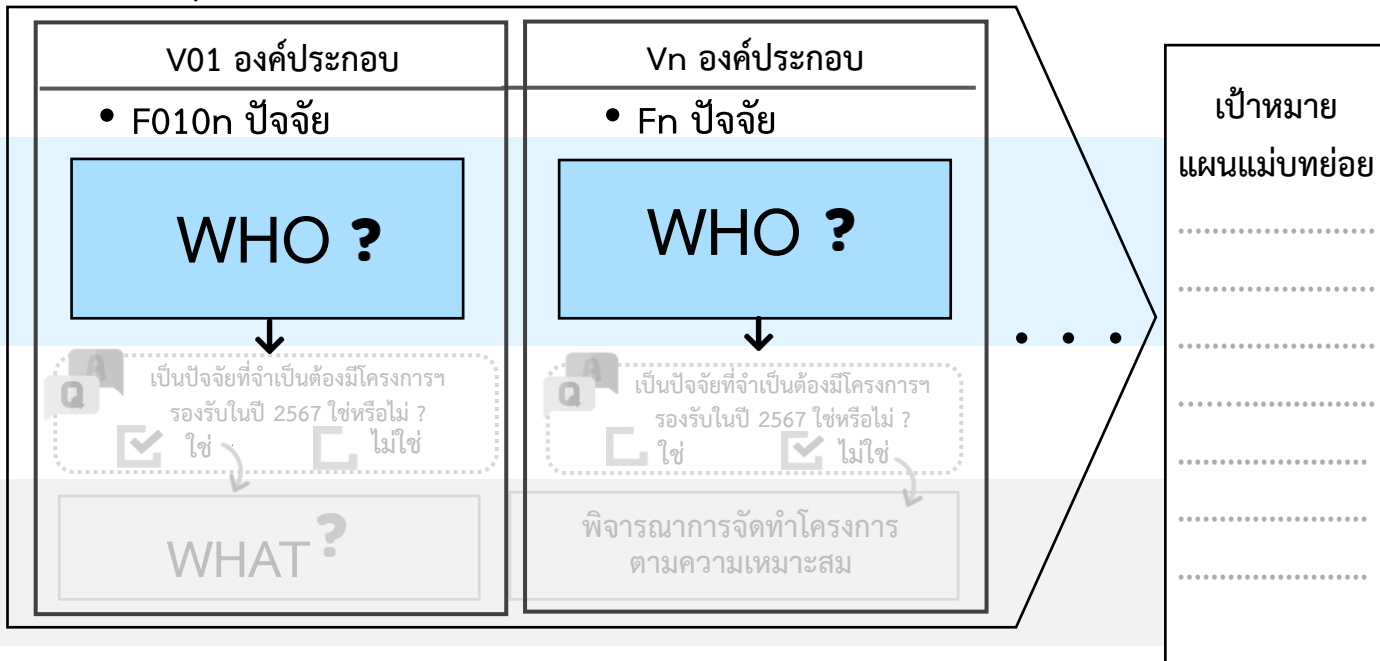 V01 องค์ประกอบ
• F010n ปัจจัย
WHO ?
Q A
เป็นปัจจัยที่จำเป็นต้องมีโครงการฯ
รองรับในปี 2567 ใช่หรือไม่ ?
ใช่ ไม่ใช่
WHAT ?
Vn องค์ประกอบ
• Fn ปัจจัย
WHO ?
Q A
เป็นปัจจัยที่จำเป็นต้องมีโครงการฯ
รองรับในปี 2567 ใช่หรือไม่ ?
ใช่ ไม่ใช่
พิจารณาการจัดทำโครงการ
ตามความเหมาะสม
• • •
เป้าหมาย
แผนแม่บทย่อย
.......................
.......................
.......................
.......................
......................
......................
......................